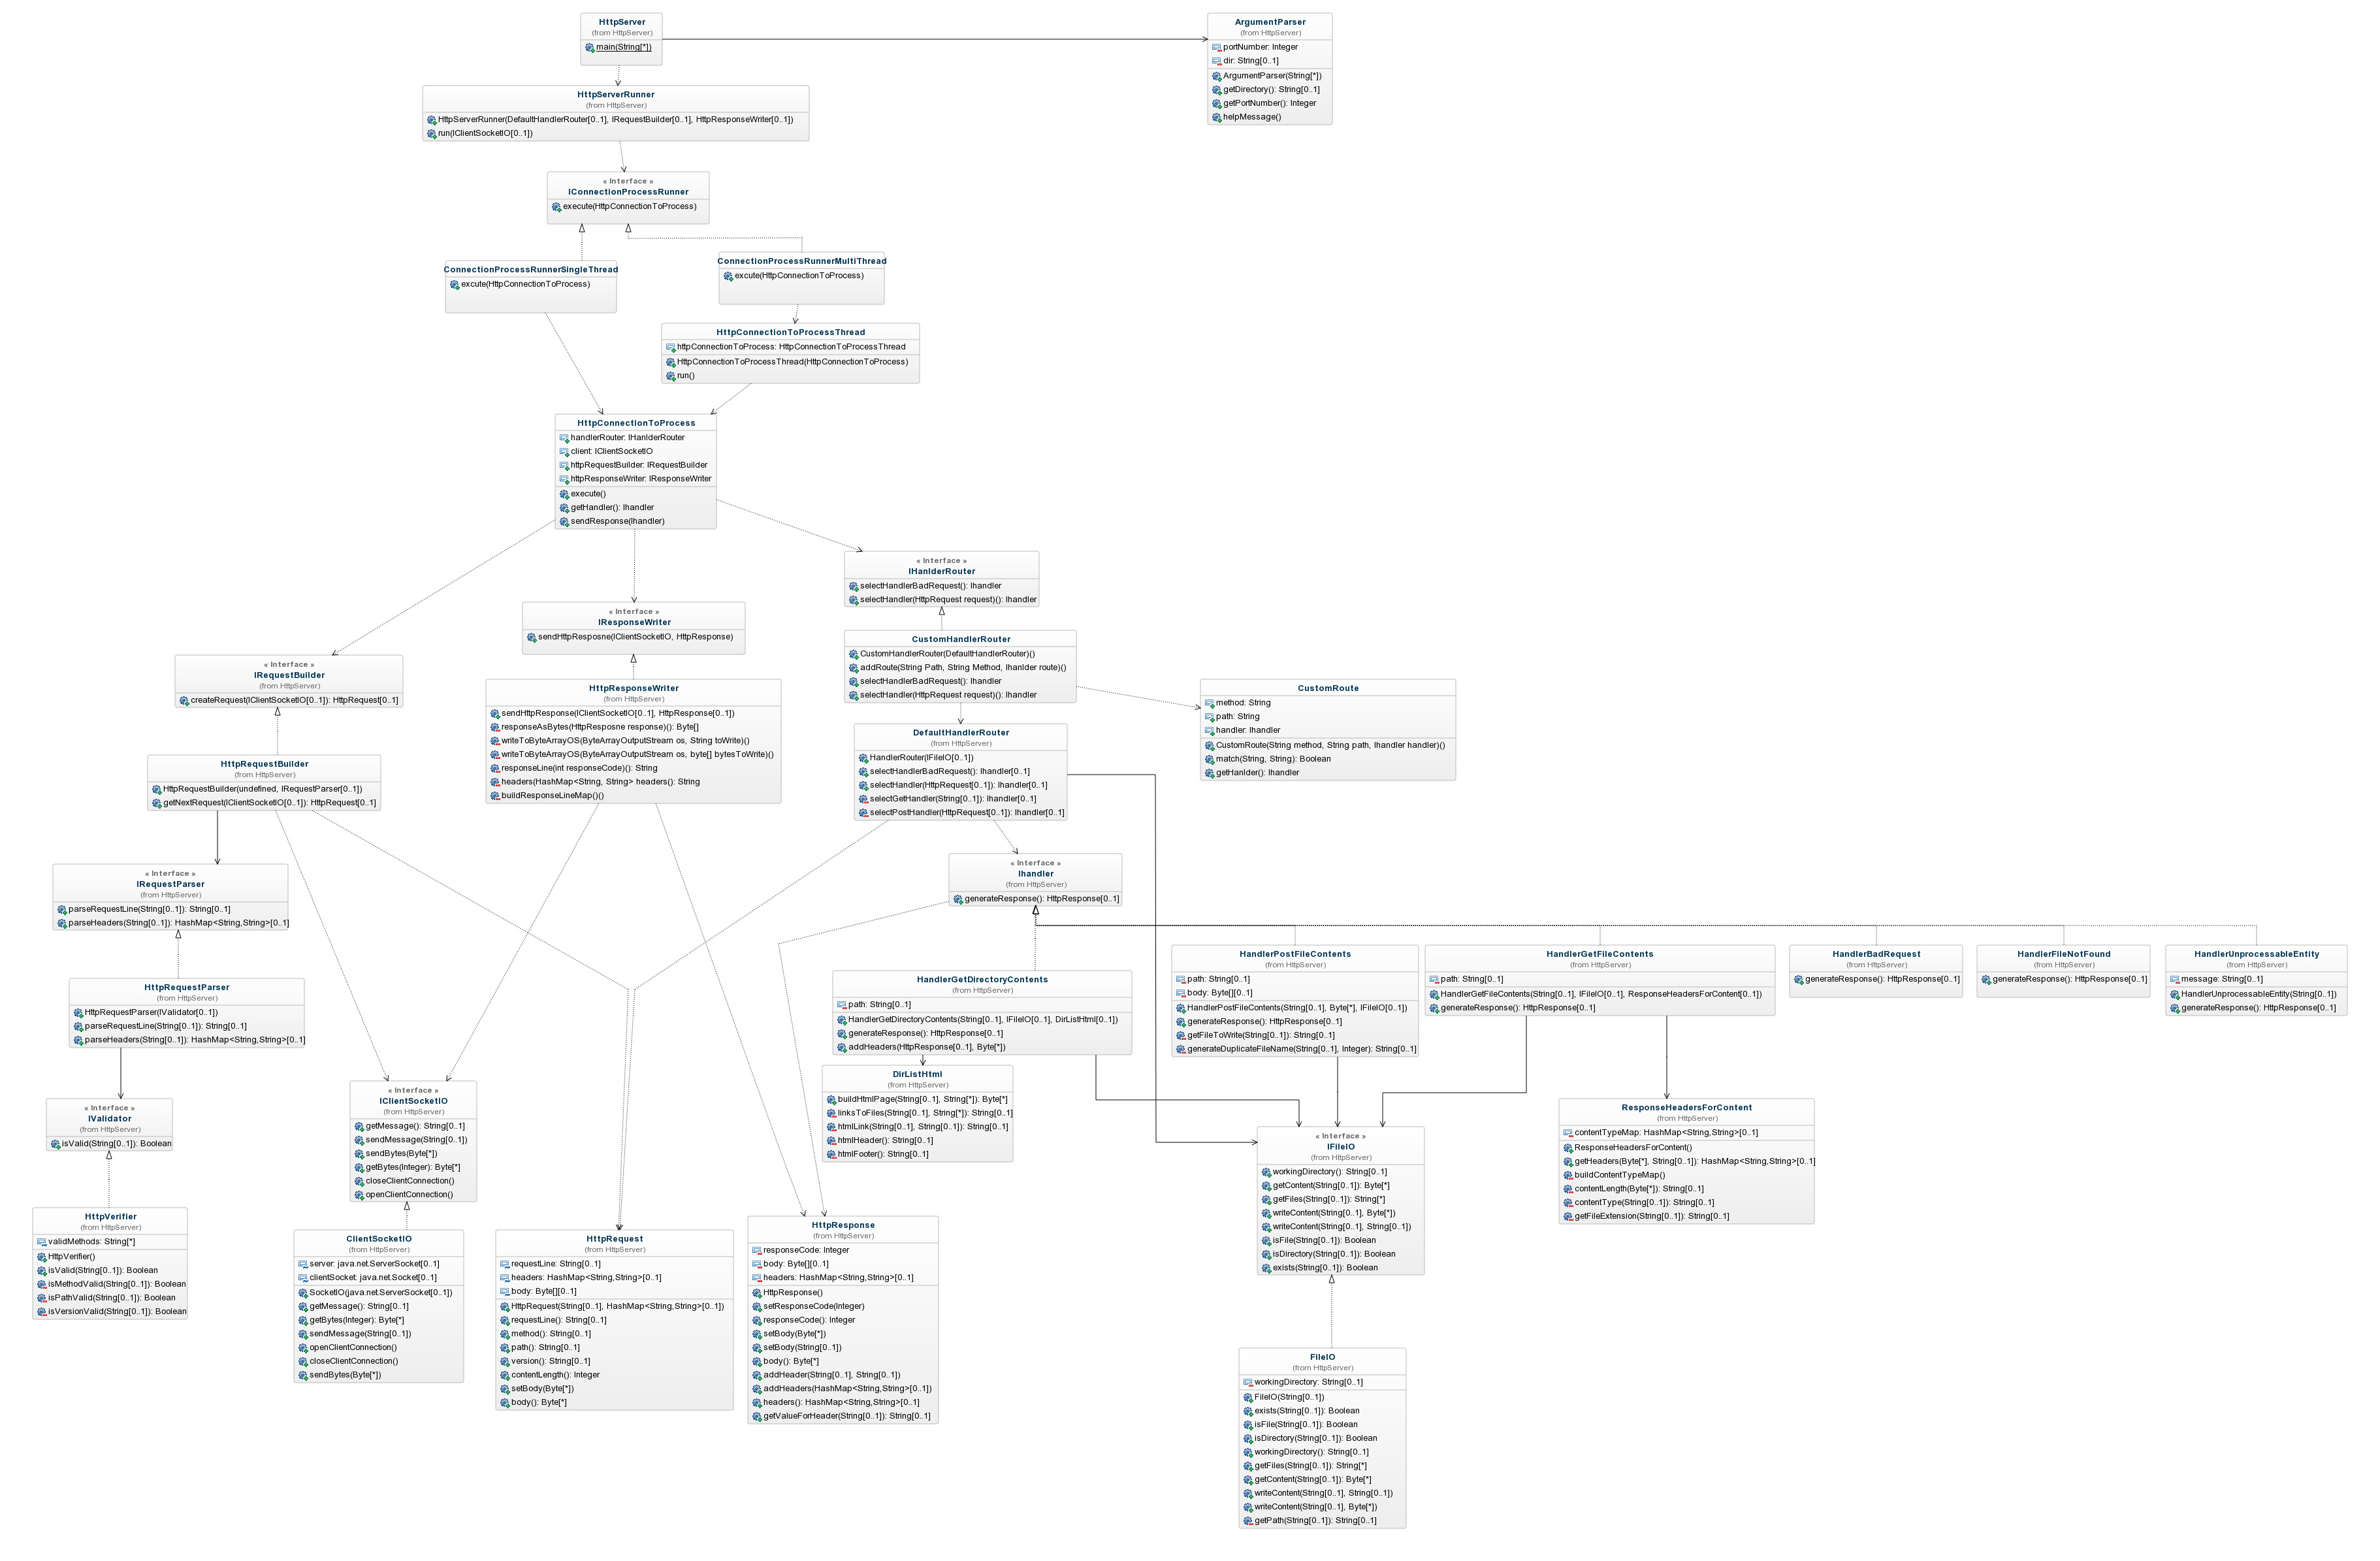 HttpServer
(from HttpServer)
main(String[*])
ArgumentParser
(from HttpServer)
portNumber: Integer
dir: String[0..1]
ArgumentParser(String[*])
getDirectory(): String[0..1]
getPortNumber(): Integer
helpMessage()
HttpServerRunner
(from HttpServer)
HttpServerRunner(DefaultHandlerRouter[0..1], IRequestBuilder[0..1], HttpResponseWriter[0..1])
run(IClientSocketIO[0..1])
« Interface »
IConnectionProcessRunner
execute(HttpConnectionToProcess)
ConnectionProcessRunnerSingleThread
excute(HttpConnectionToProcess)
ConnectionProcessRunnerMultiThread
excute(HttpConnectionToProcess)
HttpConnectionToProcessThread
httpConnectionToProcess: HttpConnectionToProcessThread
HttpConnectionToProcessThread(HttpConnectionToProcess)
run()
HttpConnectionToProcess
handlerRouter: IHanlderRouter
client: IClientSocketIO
httpRequestBuilder: IRequestBuilder
httpResponseWriter: IResponseWriter
execute()
getHandler(): Ihandler
sendResponse(Ihandler)
« Interface »
IHanlderRouter
selectHandlerBadRequest(): Ihandler
selectHandler(HttpRequest request)(): Ihandler
« Interface »
IResponseWriter
sendHttpResposne(IClientSocketIO, HttpResponse)
CustomHandlerRouter
CustomHandlerRouter(DefaultHandlerRouter)()
addRoute(String Path, String Method, Ihanlder route)()
selectHandlerBadRequest(): Ihandler
selectHandler(HttpRequest request)(): Ihandler
« Interface »
IRequestBuilder
(from HttpServer)
createRequest(IClientSocketIO[0..1]): HttpRequest[0..1]
HttpResponseWriter
(from HttpServer)
sendHttpResponse(IClientSocketIO[0..1], HttpResponse[0..1])
responseAsBytes(HttpResposne response)(): Byte[]
writeToByteArrayOS(ByteArrayOutputStream os, String toWrite)()
writeToByteArrayOS(ByteArrayOutputStream os, byte[] bytesToWrite)()
responseLine(int responseCode)(): String
headers(HashMap<String, String> headers(): String
buildResponseLineMap()()
CustomRoute
method: String
path: String
handler: Ihandler
CustomRoute(String method, String path, Ihandler handler)()
match(String, String): Boolean
getHanlder(): Ihandler
DefaultHandlerRouter
(from HttpServer)
HandlerRouter(IFileIO[0..1])
selectHandlerBadRequest(): Ihandler[0..1]
selectHandler(HttpRequest[0..1]): Ihandler[0..1]
selectGetHandler(String[0..1]): Ihandler[0..1]
selectPostHandler(HttpRequest[0..1]): Ihandler[0..1]
HttpRequestBuilder
(from HttpServer)
HttpRequestBuilder(undefined, IRequestParser[0..1])
getNextRequest(IClientSocketIO[0..1]): HttpRequest[0..1]
« Interface »
IRequestParser
(from HttpServer)
parseRequestLine(String[0..1]): String[0..1]
parseHeaders(String[0..1]): HashMap<String,String>[0..1]
« Interface »
Ihandler
(from HttpServer)
generateResponse(): HttpResponse[0..1]
HandlerPostFileContents
(from HttpServer)
path: String[0..1]
body: Byte[][0..1]
HandlerPostFileContents(String[0..1], Byte[*], IFileIO[0..1])
generateResponse(): HttpResponse[0..1]
getFileToWrite(String[0..1]): String[0..1]
generateDuplicateFileName(String[0..1], Integer): String[0..1]
HandlerGetFileContents
(from HttpServer)
path: String[0..1]
HandlerGetFileContents(String[0..1], IFileIO[0..1], ResponseHeadersForContent[0..1])
generateResponse(): HttpResponse[0..1]
HandlerBadRequest
(from HttpServer)
generateResponse(): HttpResponse[0..1]
HandlerFileNotFound
(from HttpServer)
generateResponse(): HttpResponse[0..1]
HandlerUnprocessableEntity
(from HttpServer)
message: String[0..1]
HandlerUnprocessableEntity(String[0..1])
generateResponse(): HttpResponse[0..1]
HandlerGetDirectoryContents
(from HttpServer)
path: String[0..1]
HandlerGetDirectoryContents(String[0..1], IFileIO[0..1], DirListHtml[0..1])
generateResponse(): HttpResponse[0..1]
addHeaders(HttpResponse[0..1], Byte[*])
HttpRequestParser
(from HttpServer)
HttpRequestParser(IValidator[0..1])
parseRequestLine(String[0..1]): String[0..1]
parseHeaders(String[0..1]): HashMap<String,String>[0..1]
DirListHtml
(from HttpServer)
buildHtmlPage(String[0..1], String[*]): Byte[*]
linksToFiles(String[0..1], String[*]): String[0..1]
htmlLink(String[0..1], String[0..1]): String[0..1]
htmlHeader(): String[0..1]
htmlFooter(): String[0..1]
« Interface »
IClientSocketIO
(from HttpServer)
getMessage(): String[0..1]
sendMessage(String[0..1])
sendBytes(Byte[*])
getBytes(Integer): Byte[*]
closeClientConnection()
openClientConnection()
« Interface »
IValidator
(from HttpServer)
isValid(String[0..1]): Boolean
ResponseHeadersForContent
(from HttpServer)
contentTypeMap: HashMap<String,String>[0..1]
ResponseHeadersForContent()
getHeaders(Byte[*], String[0..1]): HashMap<String,String>[0..1]
buildContentTypeMap()
contentLength(Byte[*]): String[0..1]
contentType(String[0..1]): String[0..1]
getFileExtension(String[0..1]): String[0..1]
« Interface »
IFileIO
(from HttpServer)
workingDirectory(): String[0..1]
getContent(String[0..1]): Byte[*]
getFiles(String[0..1]): String[*]
writeContent(String[0..1], Byte[*])
writeContent(String[0..1], String[0..1])
isFile(String[0..1]): Boolean
isDirectory(String[0..1]): Boolean
exists(String[0..1]): Boolean
HttpVerifier
(from HttpServer)
validMethods: String[*]
HttpVerifier()
isValid(String[0..1]): Boolean
isMethodValid(String[0..1]): Boolean
isPathValid(String[0..1]): Boolean
isVersionValid(String[0..1]): Boolean
ClientSocketIO
(from HttpServer)
server: java.net.ServerSocket[0..1]
clientSocket: java.net.Socket[0..1]
SocketIO(java.net.ServerSocket[0..1])
getMessage(): String[0..1]
getBytes(Integer): Byte[*]
sendMessage(String[0..1])
openClientConnection()
closeClientConnection()
sendBytes(Byte[*])
HttpRequest
(from HttpServer)
requestLine: String[0..1]
headers: HashMap<String,String>[0..1]
body: Byte[][0..1]
HttpRequest(String[0..1], HashMap<String,String>[0..1])
requestLine(): String[0..1]
method(): String[0..1]
path(): String[0..1]
version(): String[0..1]
contentLength(): Integer
setBody(Byte[*])
body(): Byte[*]
HttpResponse
(from HttpServer)
responseCode: Integer
body: Byte[][0..1]
headers: HashMap<String,String>[0..1]
HttpResponse()
setResponseCode(Integer)
responseCode(): Integer
setBody(Byte[*])
setBody(String[0..1])
body(): Byte[*]
addHeader(String[0..1], String[0..1])
addHeaders(HashMap<String,String>[0..1])
headers(): HashMap<String,String>[0..1]
getValueForHeader(String[0..1]): String[0..1]
FileIO
(from HttpServer)
workingDirectory: String[0..1]
FileIO(String[0..1])
exists(String[0..1]): Boolean
isFile(String[0..1]): Boolean
isDirectory(String[0..1]): Boolean
workingDirectory(): String[0..1]
getFiles(String[0..1]): String[*]
getContent(String[0..1]): Byte[*]
writeContent(String[0..1], String[0..1])
writeContent(String[0..1], Byte[*])
getPath(String[0..1]): String[0..1]